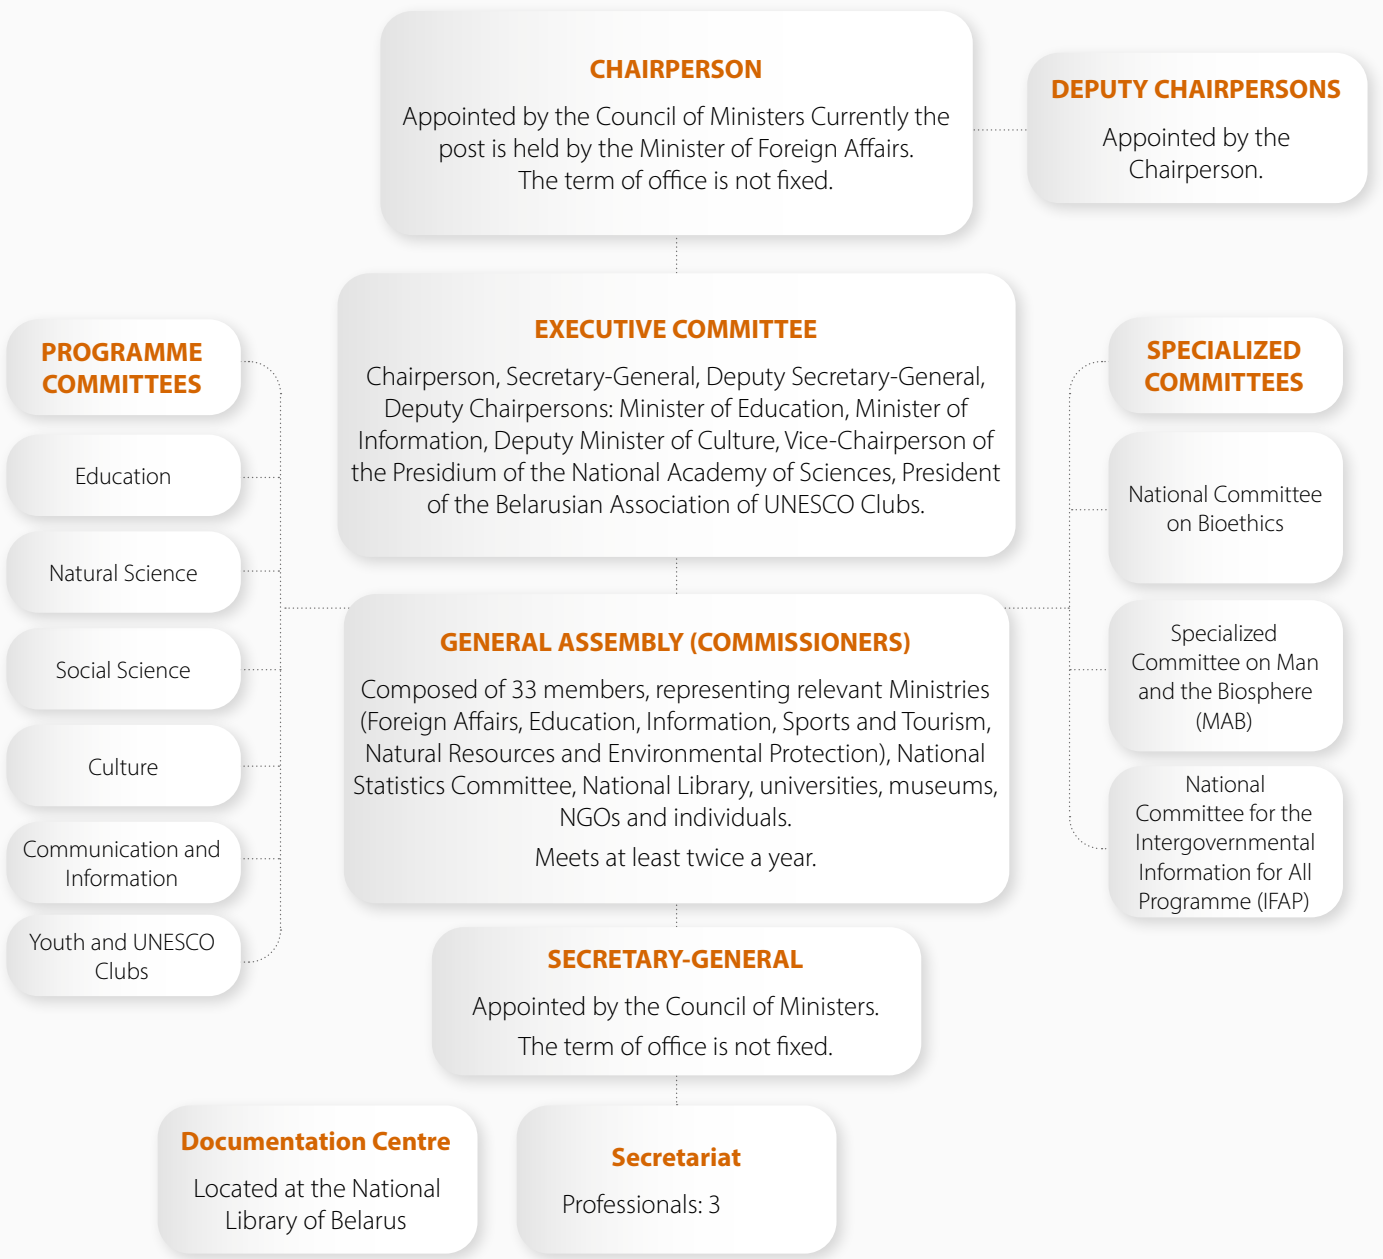 CHAIRPERSON
Appointed by the Council of Ministers Currently the
post is held by the Minister of Foreign Affairs.
The term of office is not fixed.
DEPUTY CHAIRPERSONS
Appointed by the
Chairperson.
EXECUTIVE COMMITTEE
Chairperson, Secretary-General, Deputy Secretary-General,
Deputy Chairpersons: Minister of Education, Minister of
Information, Deputy Minister of Culture, Vice-Chairperson of
the Presidium of the National Academy of Sciences, President
of the Belarusian Association of UNESCO Clubs.
PROGRAMME
COMMITTEES
Education
Natural Science
Social Science
Culture
Communication and
Information
Youth and UNESCO
Clubs
SPECIALIZED
COMMITTEES
National Committee
on Bioethics
Specialized
Committee on Man
and the Biosphere
(MAB)
National
Committee for the
Intergovernmental
Information for All
Programme (IFAP)
GENERAL ASSEMBLY (COMMISSIONERS)
Composed of 33 members, representing relevant Ministries
(Foreign Affairs, Education, Information, Sports and Tourism,
Natural Resources and Environmental Protection), National
Statistics Committee, National Library, universities, museums,
NGOs and individuals.
Meets at least twice a year.
SECRETARY-GENERAL
Appointed by the Council of Ministers.
The term of office is not fixed.
Documentation Centre
Located at the National
Library of Belarus
Secretariat
Professionals: 3